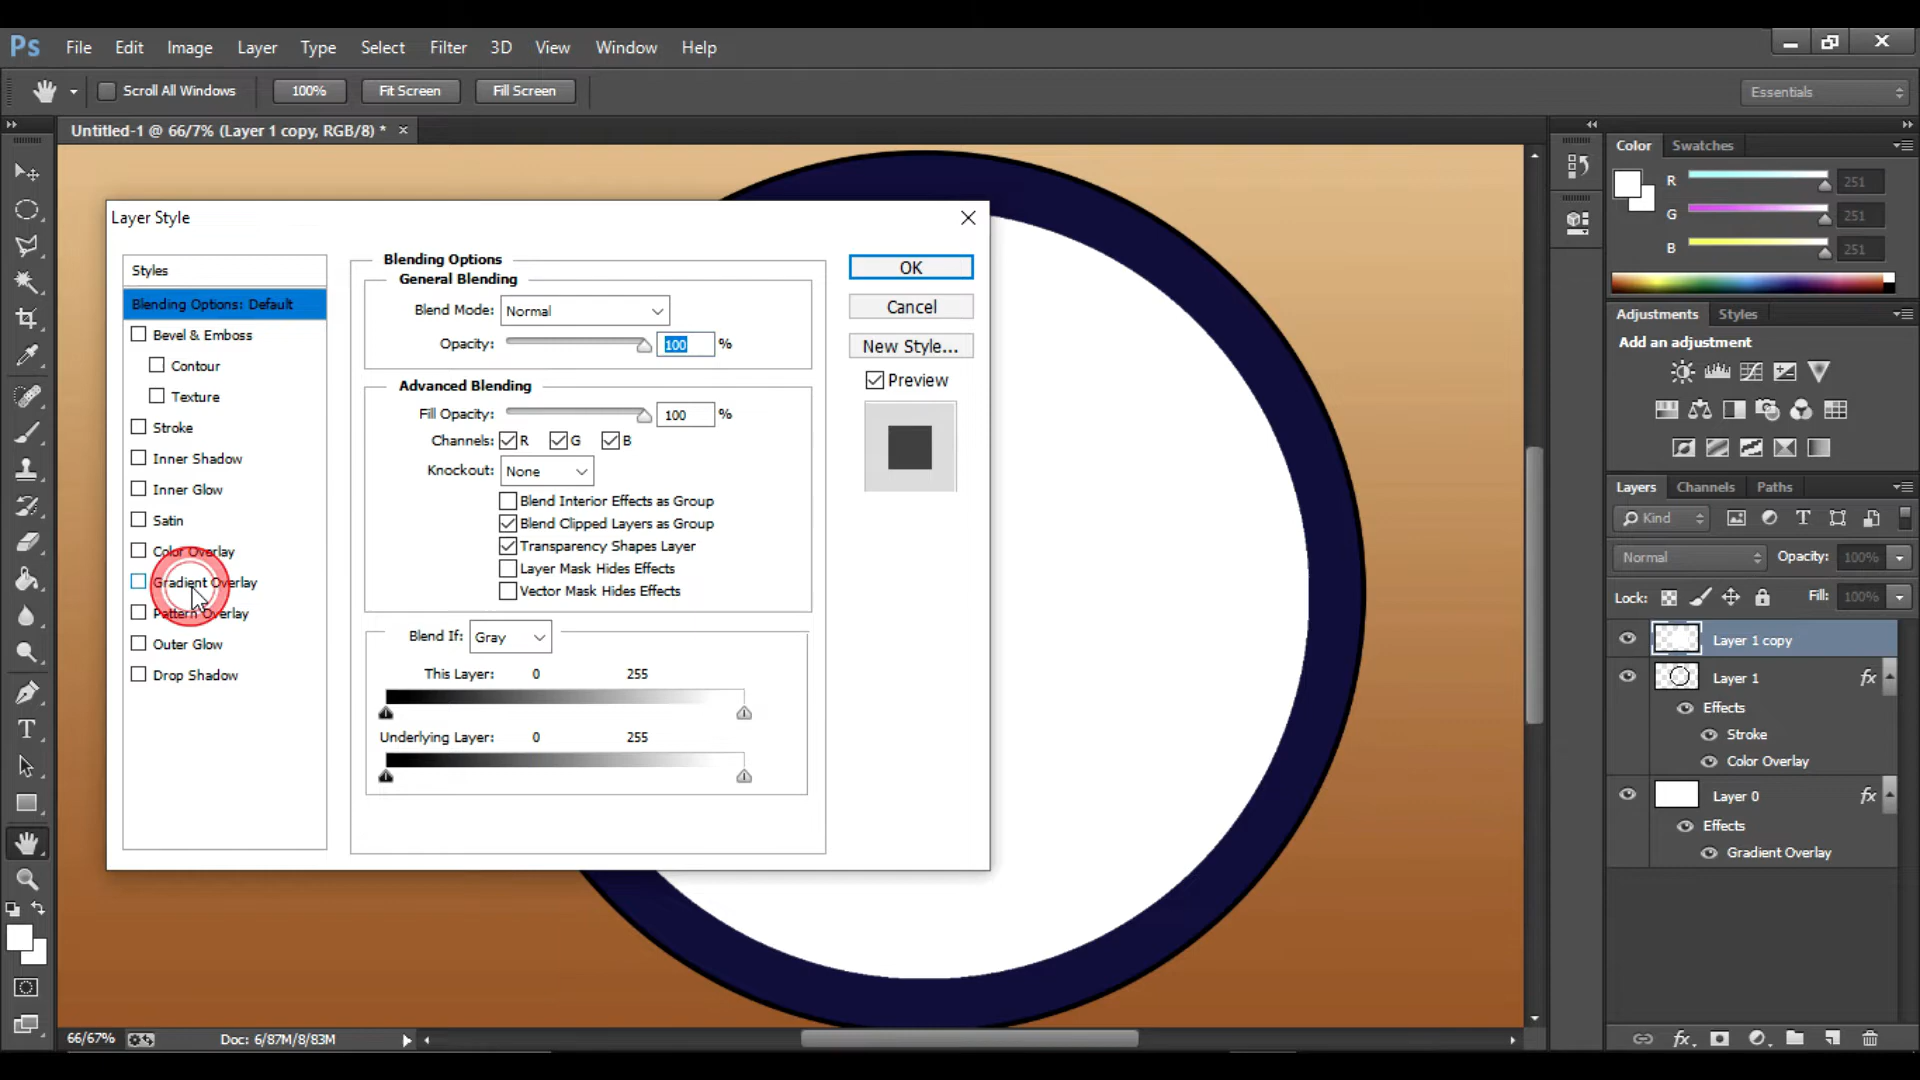 Ps File Edit Image Layer Type Select Filter 3D View Window Help
Scroll All Windows 100% Fit Screen Fill Screen Essentials
Untitled-1 @ 66/7% (Layer 1 copy, RGB/8) * ×
Layer Style
Styles
Blending Options: Default
Bevel & Emboss
Contour
Texture
Stroke
Inner Shadow
Inner Glow
Satin
Color Overlay
Gradient Overlay
Pattern Overlay
Outer Glow
Drop Shadow
Blending Options
General Blending
Blend Mode: Normal
Opacity: 100 %
Advanced Blending
Fill Opacity: 100 %
Channels: R G B
Knockout: None
Blend Interior Effects as Group
Blend Clipped Layers as Group
Transparency Shapes Layer
Layer Mask Hides Effects
Vector Mask Hides Effects
Blend If: Gray
This Layer: 0 255
Underlying Layer: 0 255
OK
Cancel
New Style...
Preview
Color Swatches
R 251
G 251
B 251
Adjustments Styles
Add an adjustment
Layers Channels Paths
Kind
Normal Opacity: 100%
Lock: Fill: 100%
Layer 1 copy
Layer 1 fx
Effects
Stroke
Color Overlay
Layer 0 fx
Effects
Gradient Overlay
66/67% Doc: 6/87M/8/83M
fx